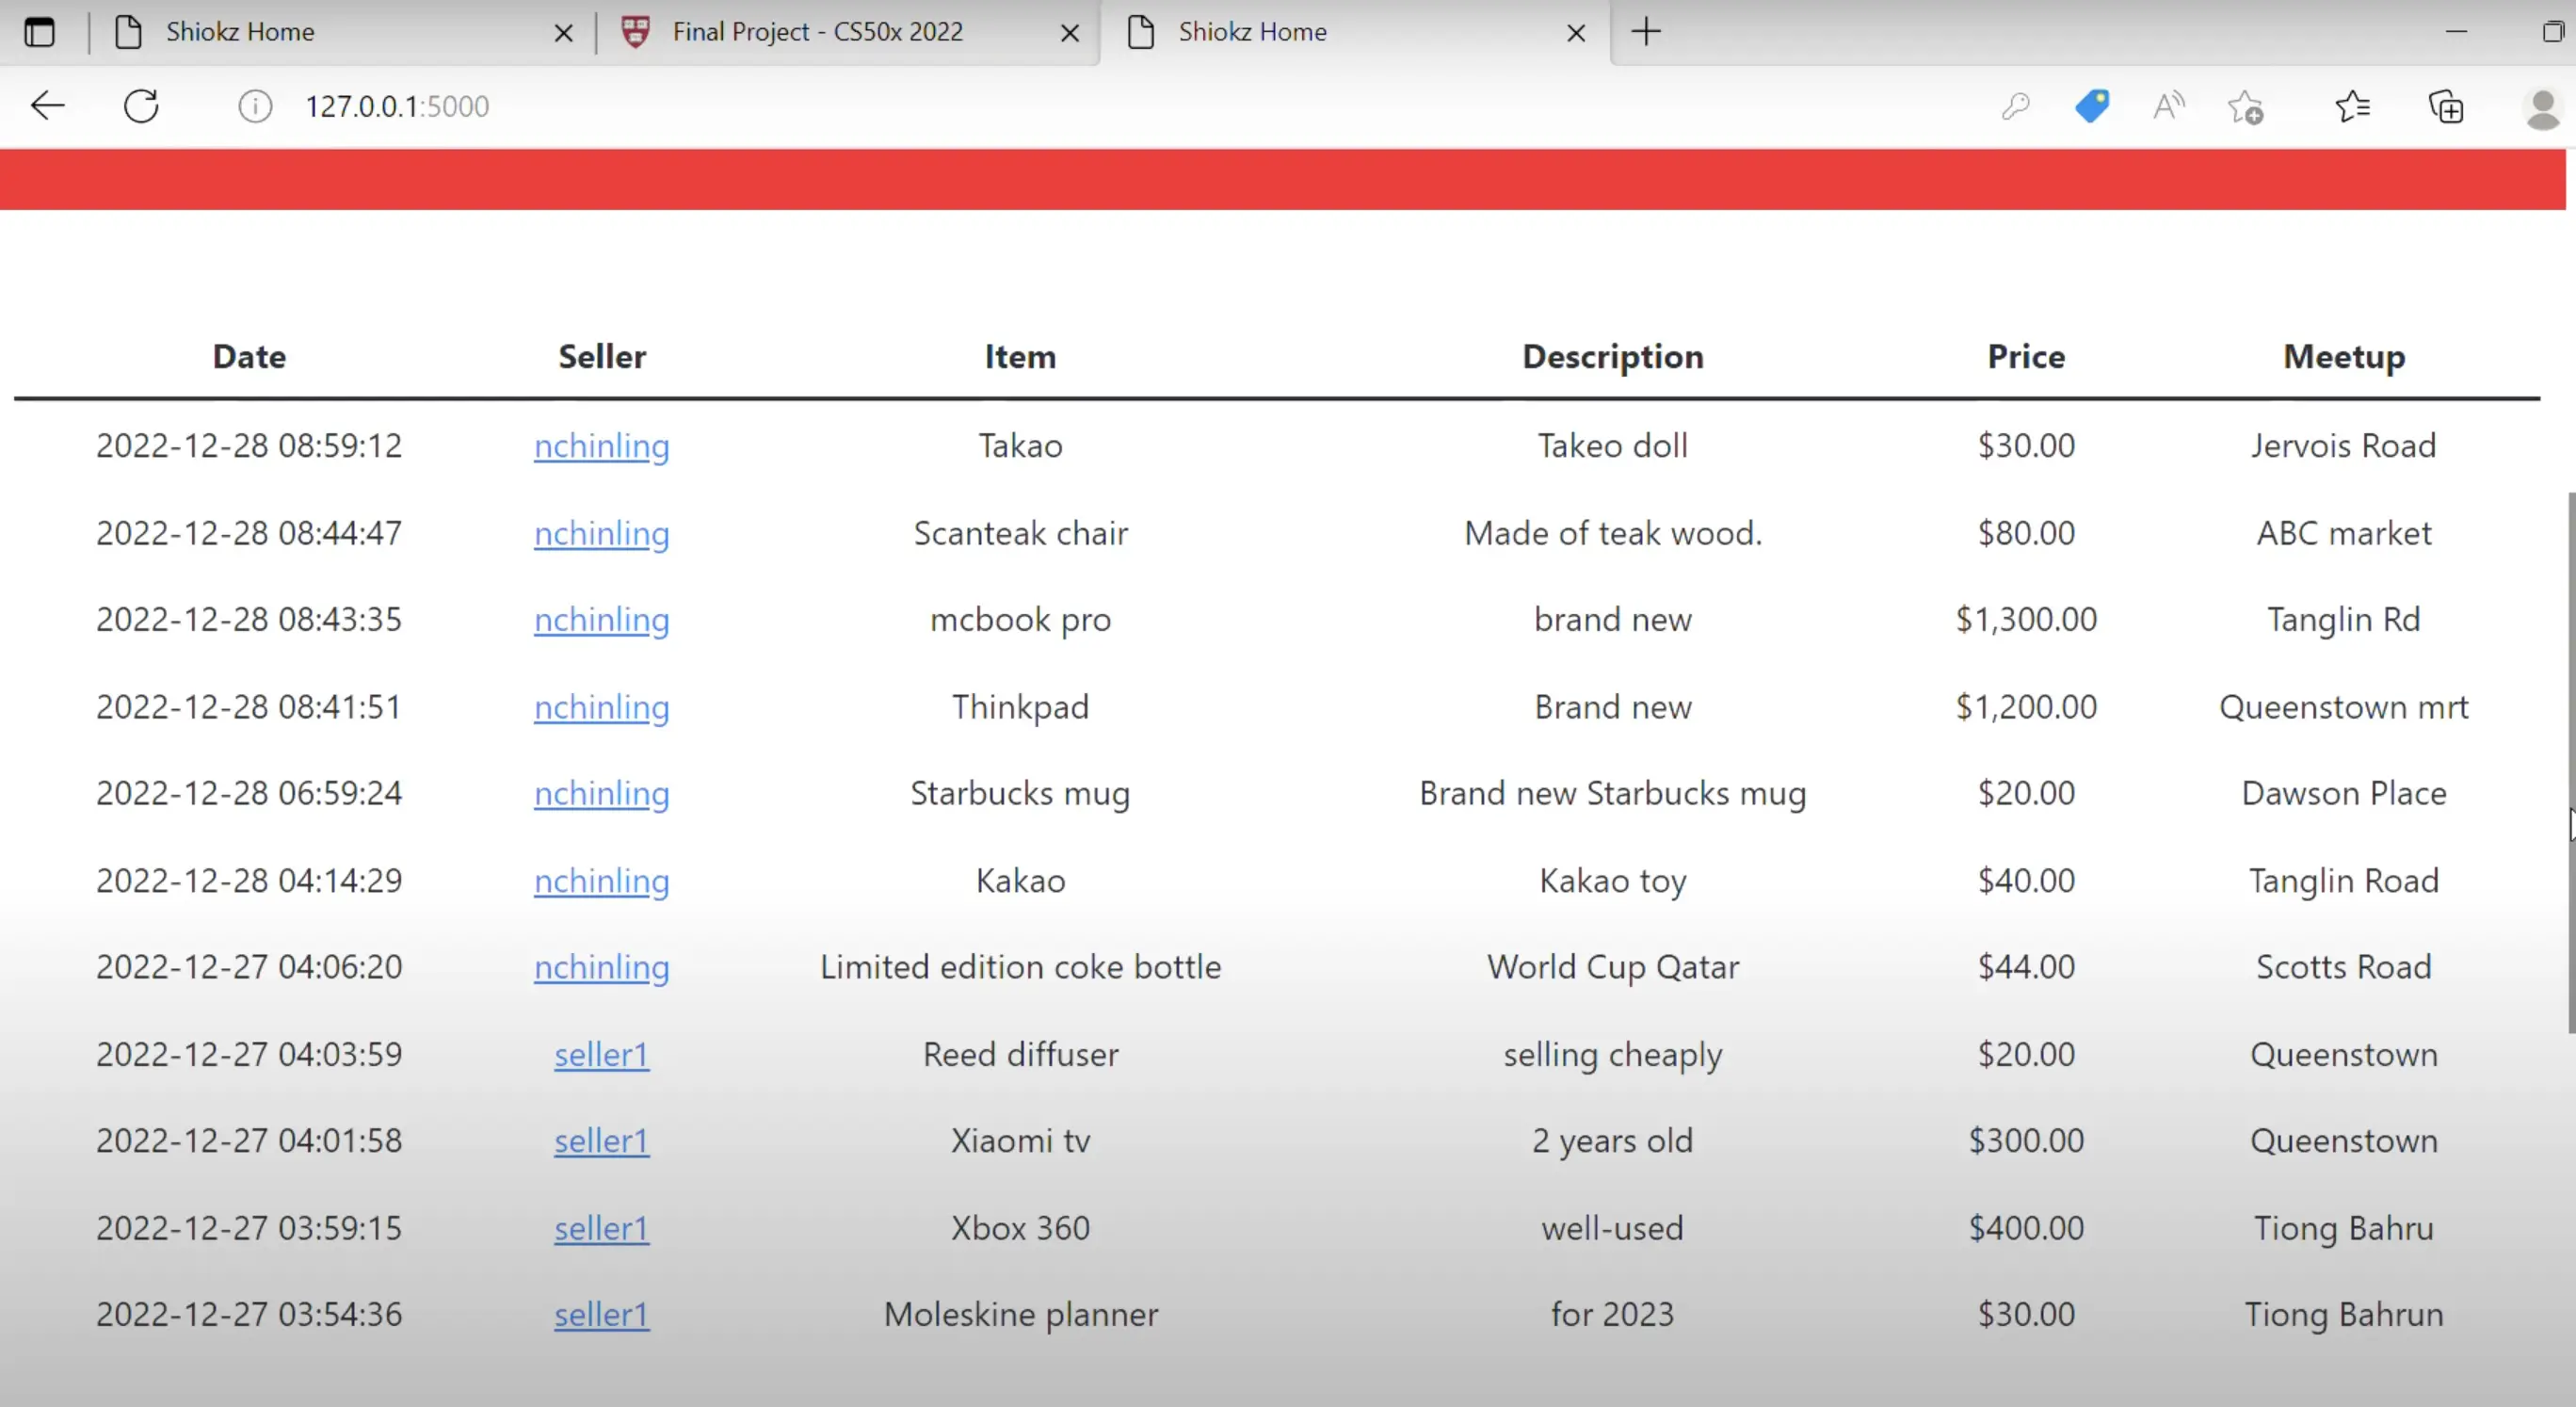 Shiokz Home Final Project - CS50x 2022 Shiokz Home
127.0.0.1:5000
Date Seller Item Description Price Meetup
2022-12-28 08:59:12 nchinling Takao Takeo doll $30.00 Jervois Road
2022-12-28 08:44:47 nchinling Scanteak chair Made of teak wood. $80.00 ABC market
2022-12-28 08:43:35 nchinling mcbook pro brand new $1,300.00 Tanglin Rd
2022-12-28 08:41:51 nchinling Thinkpad Brand new $1,200.00 Queenstown mrt
2022-12-28 06:59:24 nchinling Starbucks mug Brand new Starbucks mug $20.00 Dawson Place
2022-12-28 04:14:29 nchinling Kakao Kakao toy $40.00 Tanglin Road
2022-12-27 04:06:20 nchinling Limited edition coke bottle World Cup Qatar $44.00 Scotts Road
2022-12-27 04:03:59 seller1 Reed diffuser selling cheaply $20.00 Queenstown
2022-12-27 04:01:58 seller1 Xiaomi tv 2 years old $300.00 Queenstown
2022-12-27 03:59:15 seller1 Xbox 360 well-used $400.00 Tiong Bahru
2022-12-27 03:54:36 seller1 Moleskine planner for 2023 $30.00 Tiong Bahrun